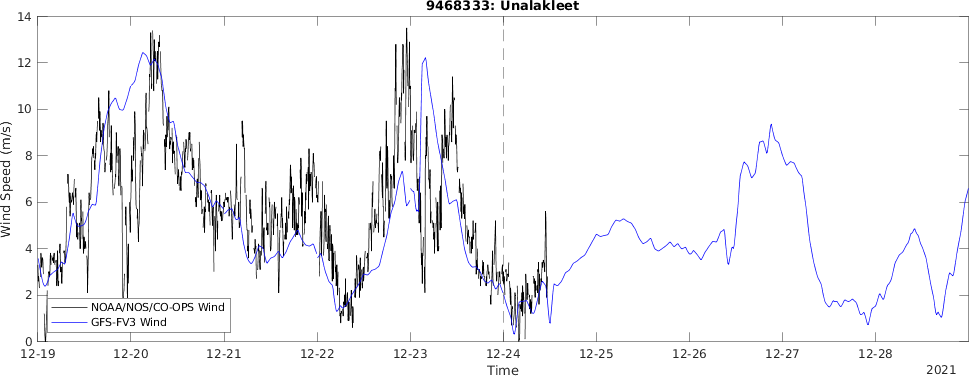 9468333: Unalakleet
Wind Speed (m/s)
14
12
10
8
6
4
2
0
NOAA/NOS/CO-OPS Wind
GFS-FV3 Wind
12-19 12-20 12-21 12-22 12-23 12-24 12-25 12-26 12-27 12-28
Time
2021